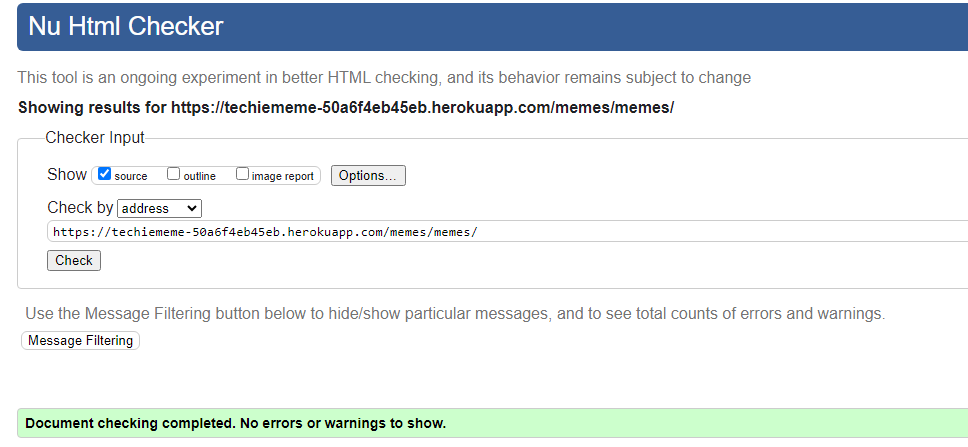 Nu Html Checker
This tool is an ongoing experiment in better HTML checking, and its behavior remains subject to change
Showing results for https://techiememe-50a6f4eb45eb.herokuapp.com/memes/memes/
Checker Input
Show source outline image report Options...
Check by address
https://techiememe-50a6f4eb45eb.herokuapp.com/memes/memes/
Check
Use the Message Filtering button below to hide/show particular messages, and to see total counts of errors and warnings.
Message Filtering
Document checking completed. No errors or warnings to show.